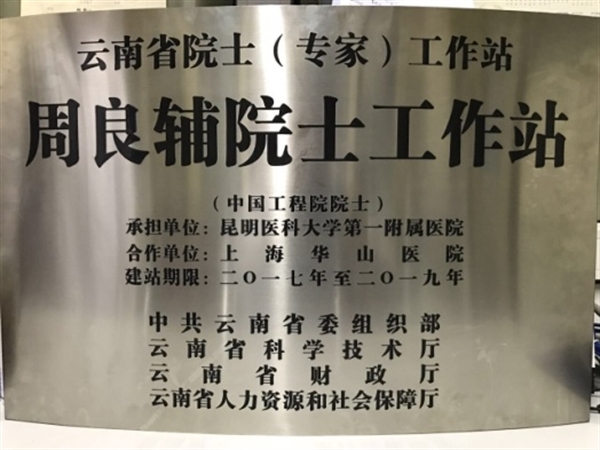 云南省院士（专家）工作站
周良辅院士工作站
（中国工程院院士）
承担单位：昆明医科大学第一附属医院
合作单位：上海华山医院
建站期限：二〇一七年至二〇一九年
中共云南省委组织部
云南省科学技术厅
云南省财政厅
云南省人力资源和社会保障厅